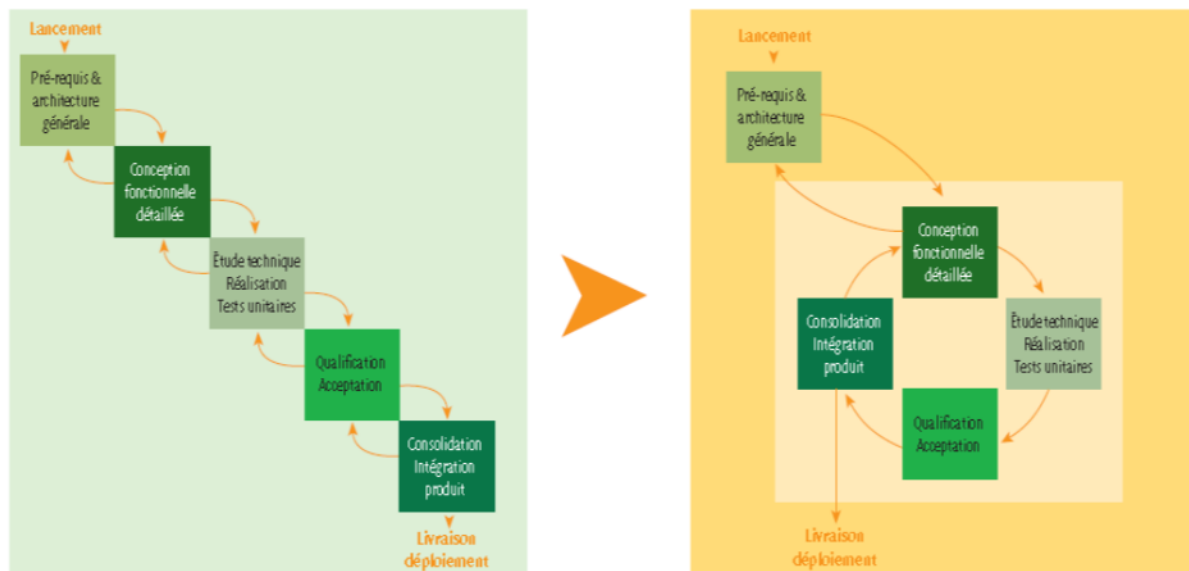 Lancement
Pré-requis &
architecture
générale
Conception
fonctionnelle
détaillée
Étude technique
Réalisation
Tests unitaires
Qualification
Acceptation
Consolidation
Intégration
produit
Livraison
déploiement
Lancement
Pré-requis &
architecture
générale
Conception
fonctionnelle
détaillée
Étude technique
Réalisation
Tests unitaires
Qualification
Acceptation
Consolidation
Intégration
produit
Livraison
déploiement